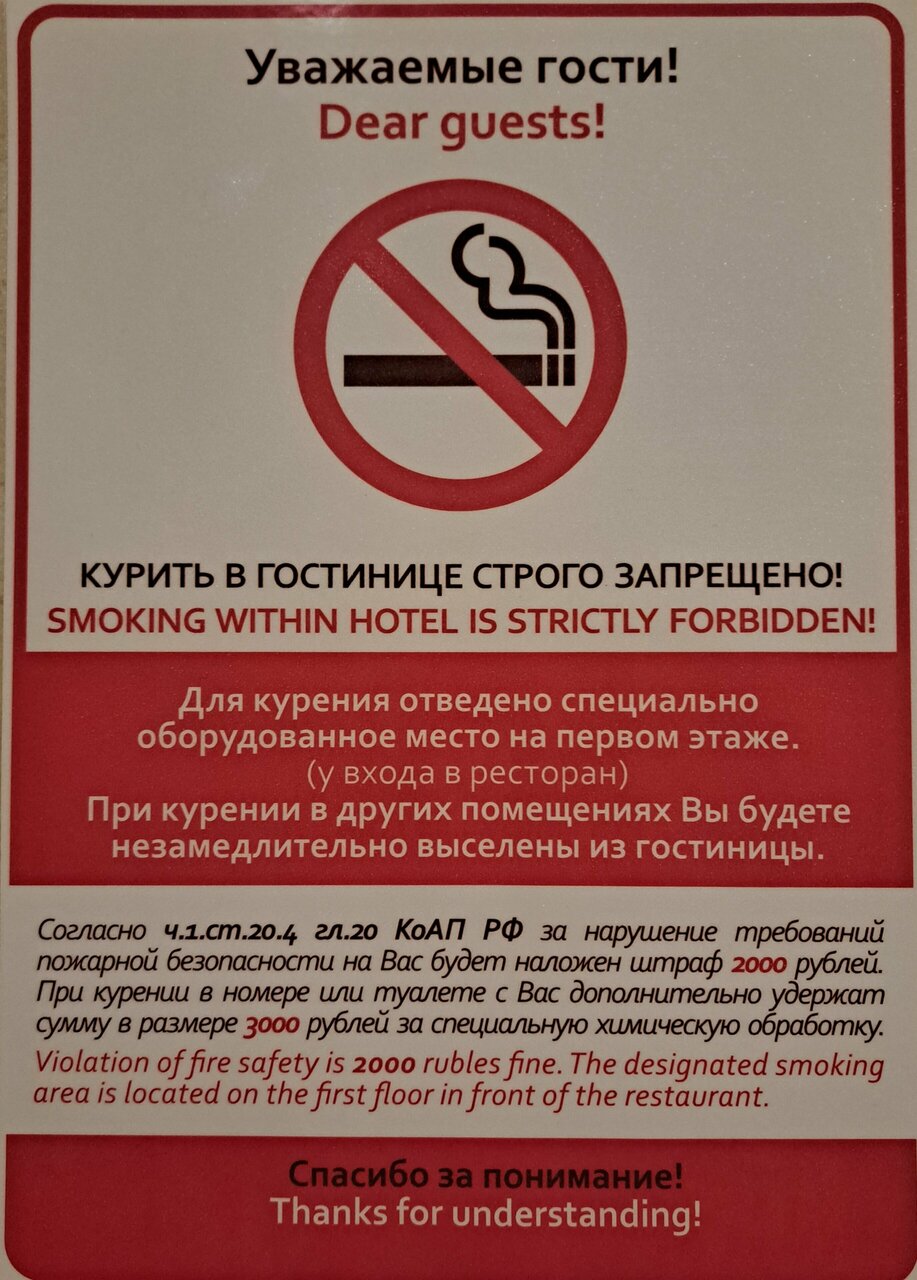 Уважаемые гости!
Dear guests!
КУРИТЬ В ГОСТИНИЦЕ СТРОГО ЗАПРЕЩЕНО!
SMOKING WITHIN HOTEL IS STRICTLY FORBIDDEN!
Для курения отведено специально
оборудованное место на первом этаже.
(у входа в ресторан)
При курении в других помещениях Вы будете
незамедлительно выселены из гостиницы.
Согласно ч.1.ст.20.4 гл.20 КоАП РФ за нарушение требований
пожарной безопасности на Вас будет наложен штраф 2000 рублей.
При курении в номере или туалете с Вас дополнительно удержат
сумму в размере 3000 рублей за специальную химическую обработку.
Violation of fire safety is 2000 rubles fine. The designated smoking
area is located on the first floor in front of the restaurant.
Спасибо за понимание!
Thanks for understanding!